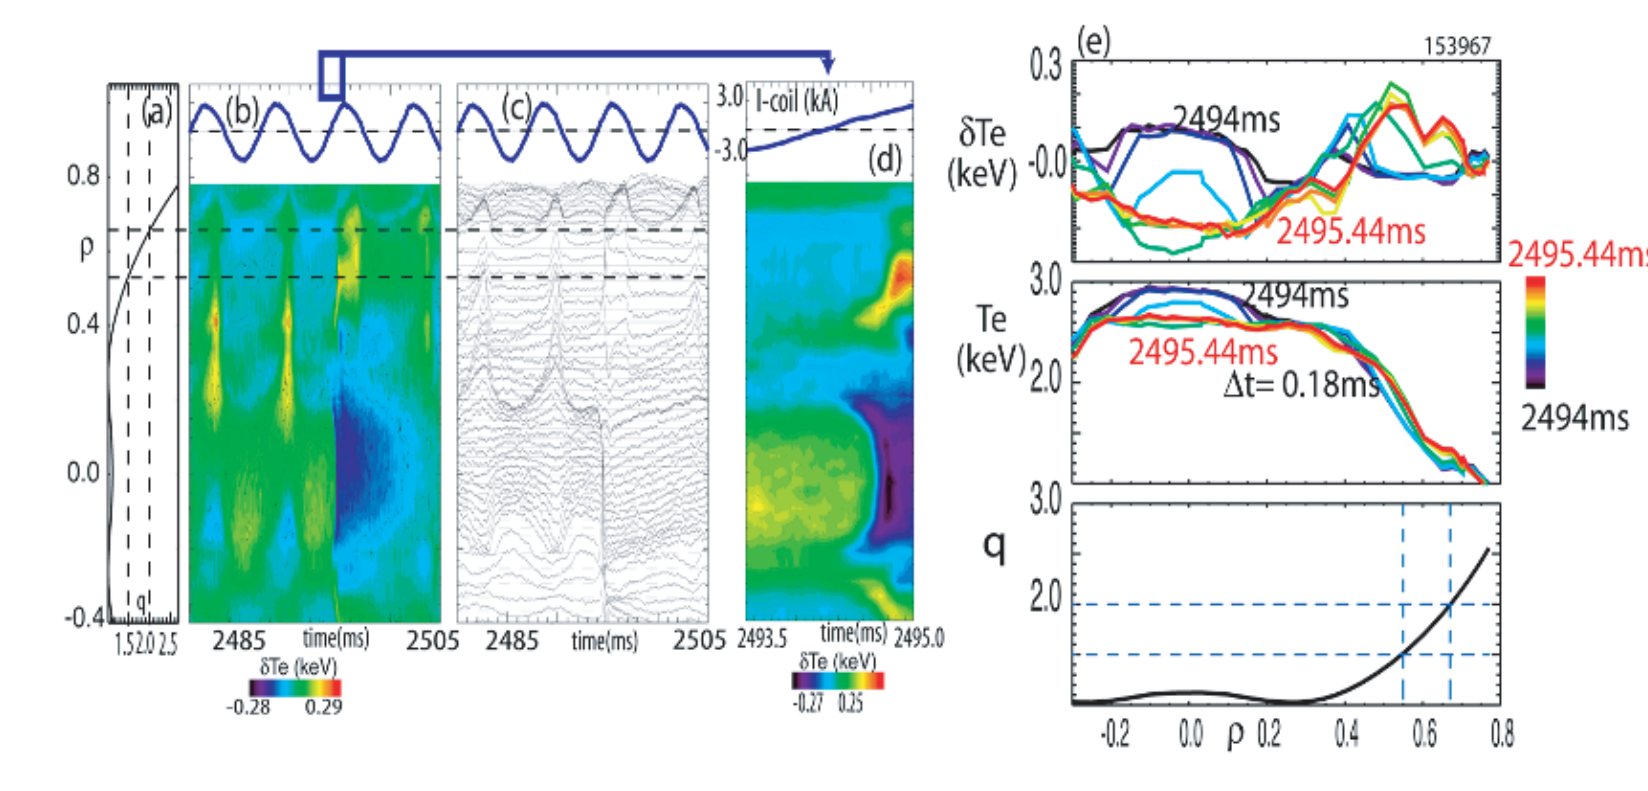 (a)
(b)
(c)
3.0
I-coil (kA)
-3.0
(d)
0.8
ρ
0.4
0.0
-0.4
q
1.5 2.0 2.5
2485 time(ms) 2505
δTe (keV)
-0.28 0.29
2485 time(ms) 2505
2493.5 time(ms) 2495.0
δTe (keV)
-0.27 0.25
(e)
153967
0.3
δTe
(keV)
-0.0
2494ms
2495.44ms
3.0
Te
(keV)
2.0
2494ms
2495.44ms
Δt= 0.18ms
2495.44ms
2494ms
3.0
q
2.0
-0.2 0.0 ρ 0.2 0.4 0.6 0.8